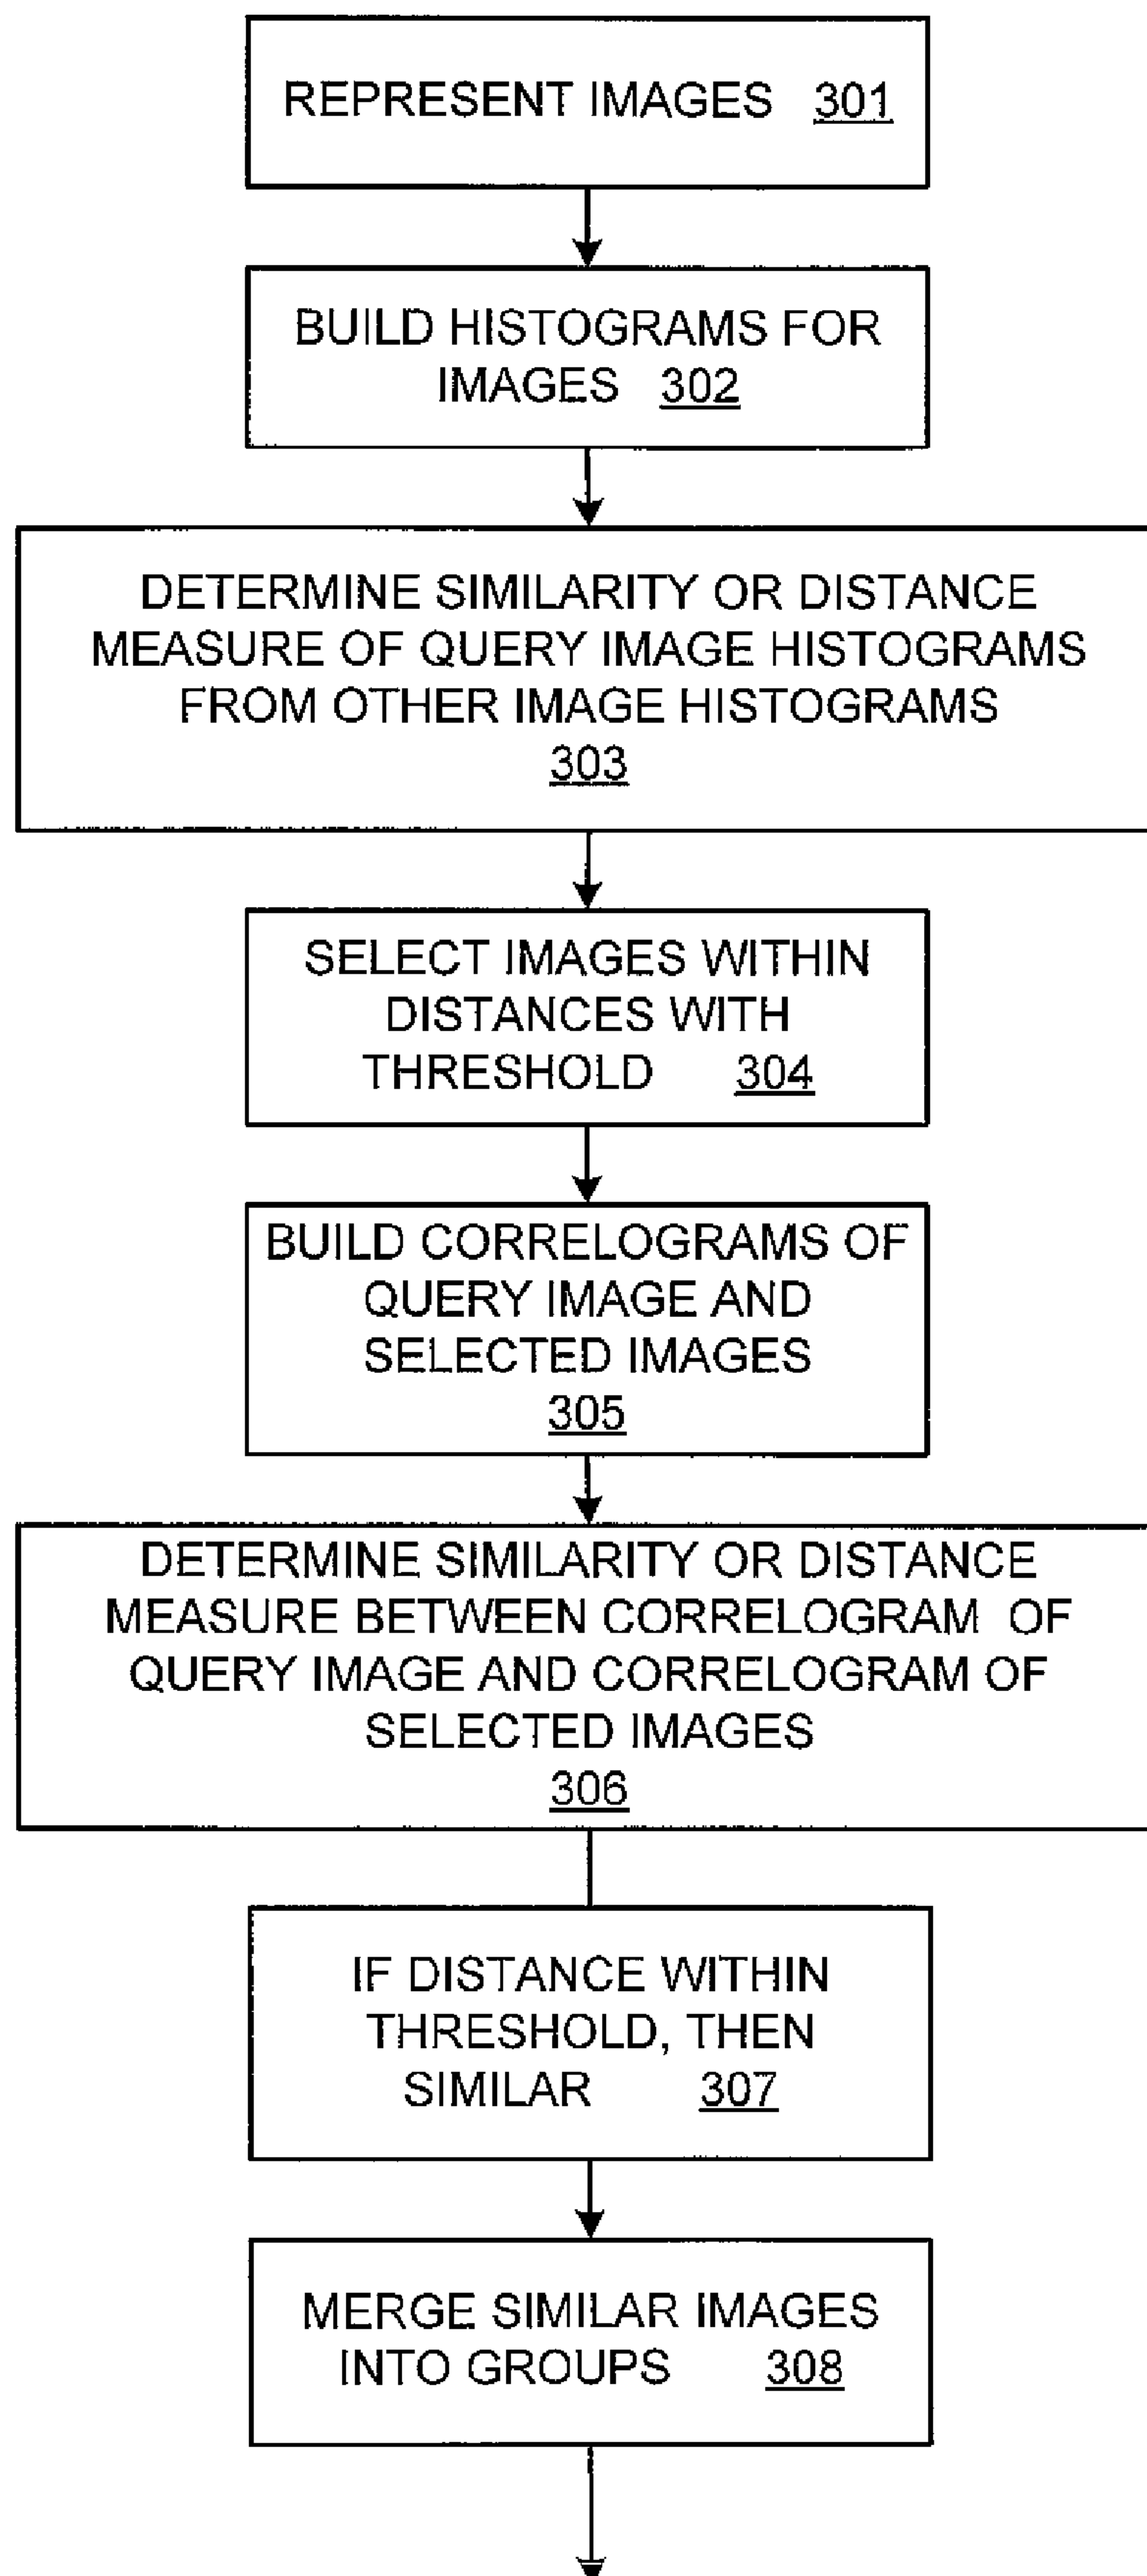 REPRESENT IMAGES 301
BUILD HISTOGRAMS FOR
IMAGES 302
DETERMINE SIMILARITY OR DISTANCE
MEASURE OF QUERY IMAGE HISTOGRAMS
FROM OTHER IMAGE HISTOGRAMS
303
SELECT IMAGES WITHIN
DISTANCES WITH
THRESHOLD 304
BUILD CORRELOGRAMS OF
QUERY IMAGE AND
SELECTED IMAGES
305
DETERMINE SIMILARITY OR DISTANCE
MEASURE BETWEEN CORRELOGRAM OF
QUERY IMAGE AND CORRELOGRAM OF
SELECTED IMAGES
306
IF DISTANCE WITHIN
THRESHOLD, THEN
SIMILAR 307
MERGE SIMILAR IMAGES
INTO GROUPS 308